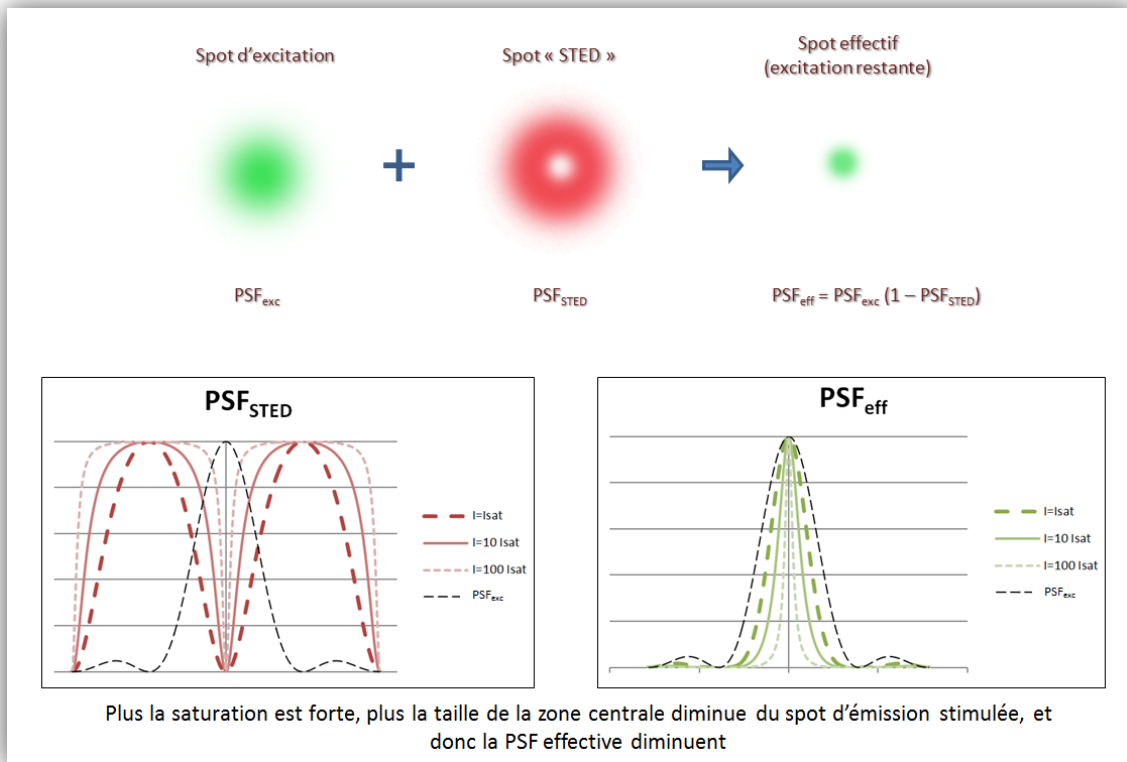 Spot d'excitation
Spot « STED »
Spot effectif
(excitation restante)
PSFexc
PSFSTED
PSFeff = PSFexc (1 – PSFSTED)
PSFSTED
I=Isat
I=10 Isat
I=100 Isat
PSFexc
PSFeff
I=Isat
I=10 Isat
I=100 Isat
PSFexc
Plus la saturation est forte, plus la taille de la zone centrale diminue du spot d'émission stimulée, et
donc la PSF effective diminuent